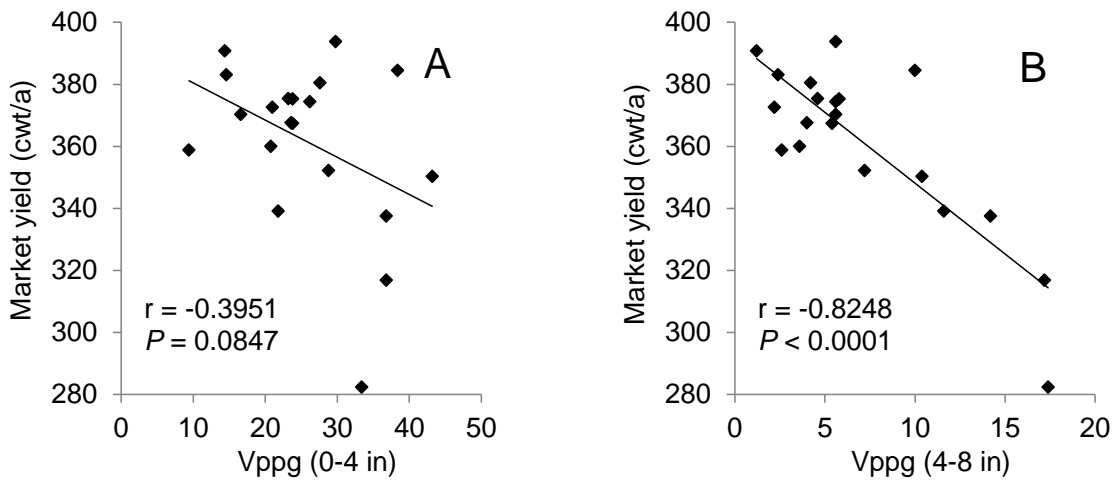 A
Market yield (cwt/a)
400
380
360
340
320
300
280
r = -0.3951
P = 0.0847
0 10 20 30 40 50
Vppg (0-4 in)
B
Market yield (cwt/a)
400
380
360
340
320
300
280
r = -0.8248
P < 0.0001
0 5 10 15 20
Vppg (4-8 in)